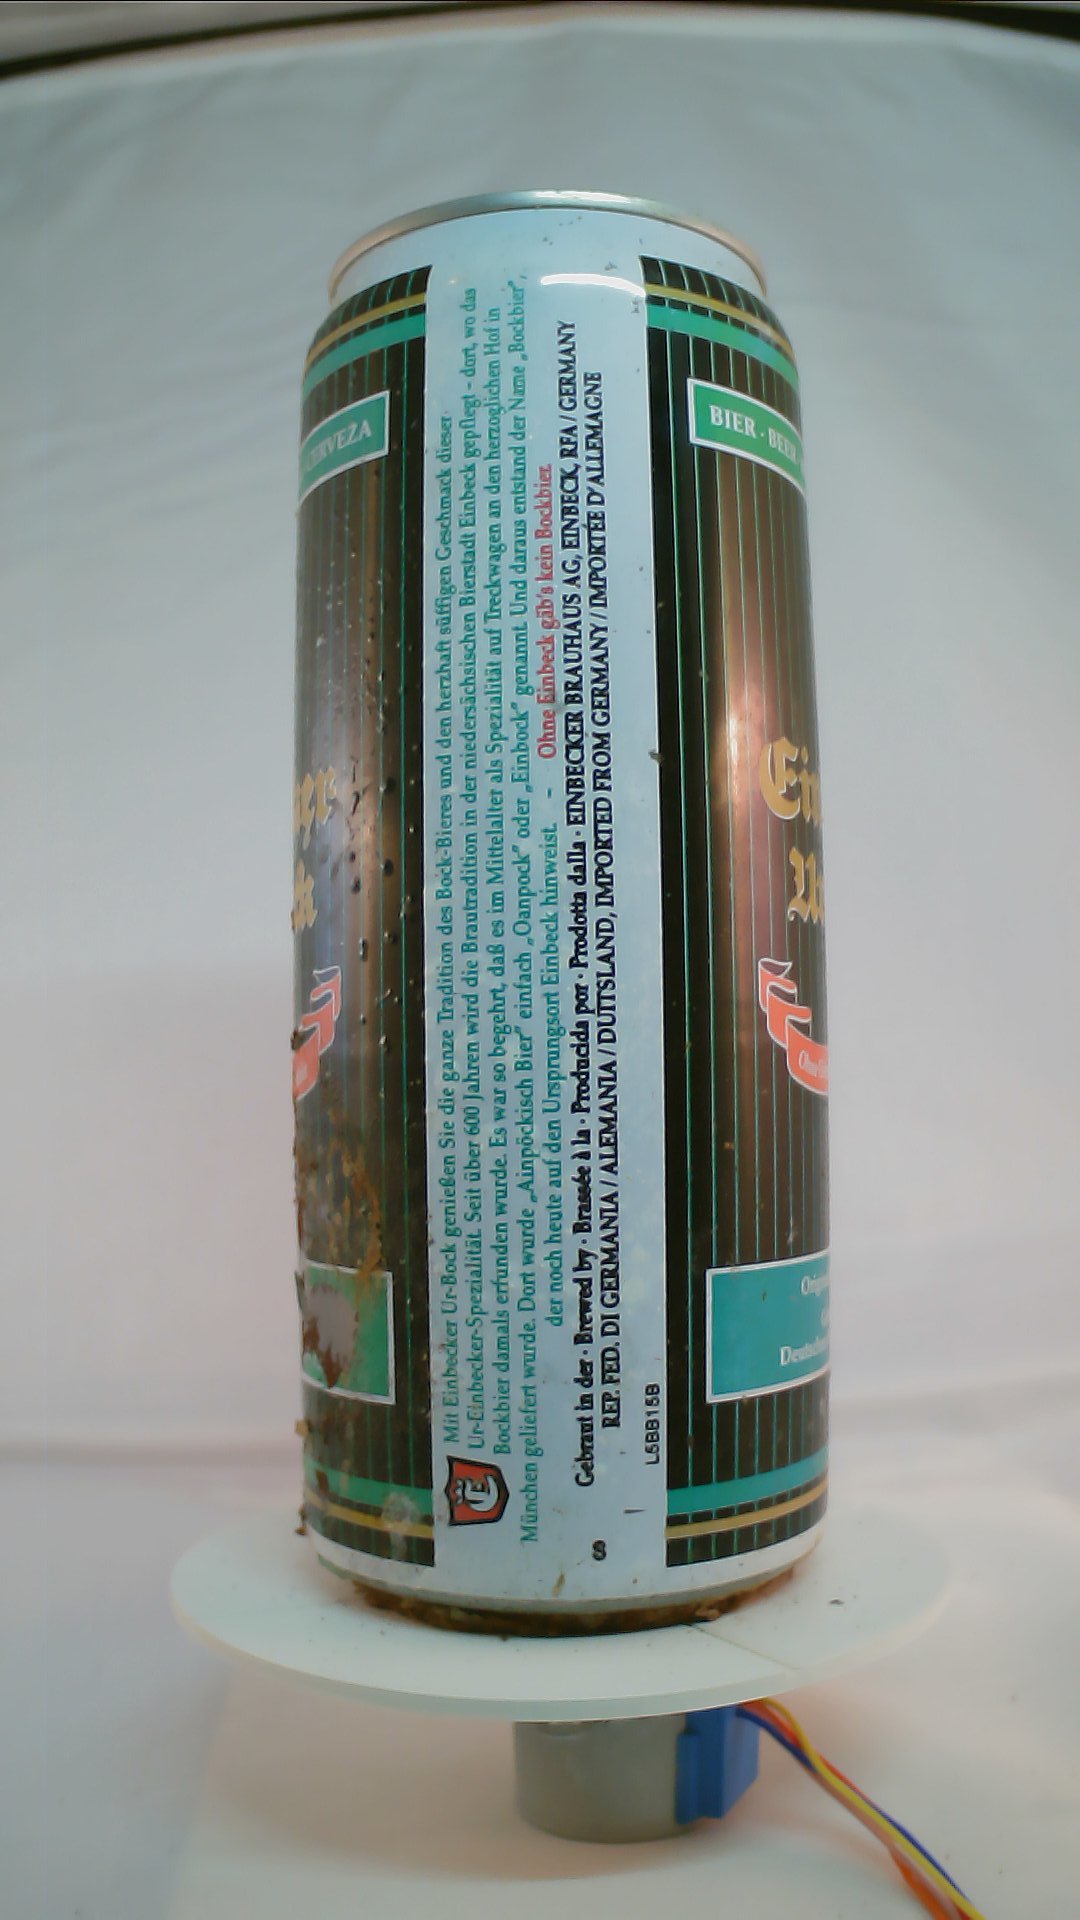 Mit Einbecker Ur-Bock genießen Sie die ganze Tradition des Bock-Bieres und den herzhaft süffigen Geschmack dieser
Ur-Einbecker-Spezialität. Seit über 600 Jahren wird die Brautradition in der niedersächsischen Bierstadt Einbeck gepflegt – dort, wo das
Bockbier damals erfunden wurde. Es war so begehrt, daß es im Mittelalter als Spezialität auf Treckwagen an den herzoglichen Hof in
München geliefert wurde. Dort wurde „Ainpöckisch Bier“ einfach „Oanpock“ oder „Einbock“ genannt. Und daraus entstand der Name „Bockbier“,
der noch heute auf den Ursprungsort Einbeck hinweist. – Ohne Einbeck gäb's kein Bockbier.
Gebraut in der · Brewed by · Brassée à la · Producida por · Prodotta dalla · EINBECKER BRAUHAUS AG, EINBECK, RFA / GERMANY
REP. FED. DI GERMANIA / ALEMANIA / DUITSLAND, IMPORTED FROM GERMANY / IMPORTÉE D'ALLEMAGNE
8
L5BB15B
CERVEZA
BIER · BEER
Deutsche